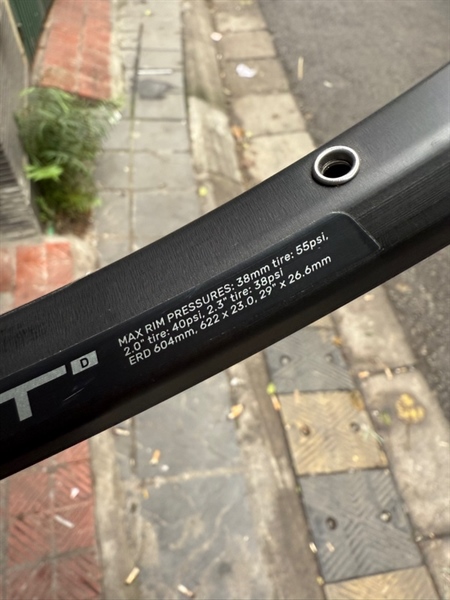 MAX RIM PRESSURES: 38mm tire: 55psi,
2.0" tire: 40psi, 2.3" tire: 38psi
ERD 604mm, 622 x 23.0, 29" x 26.6mm
T D